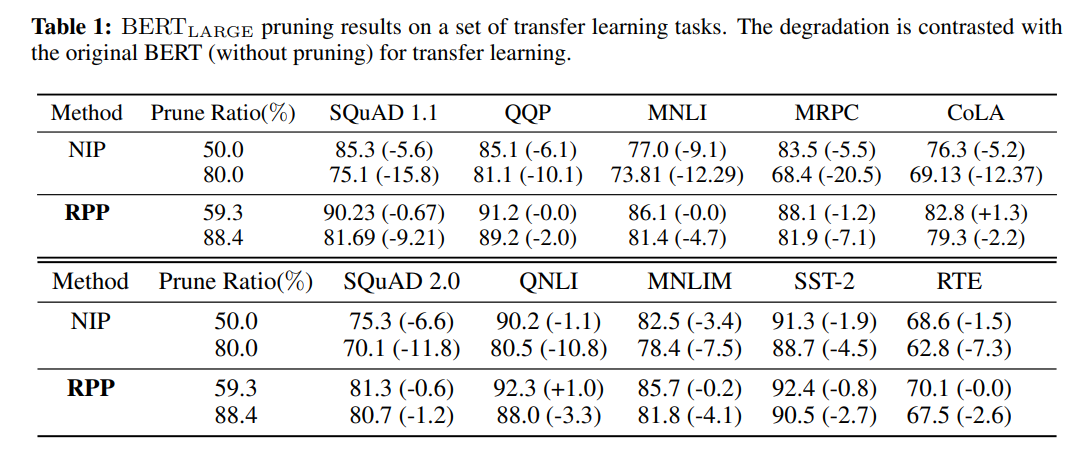 Table 1: BERTLARGE pruning results on a set of transfer learning tasks. The degradation is contrasted with
the original BERT (without pruning) for transfer learning.
Method Prune Ratio(%) SQuAD 1.1 QQP MNLI MRPC CoLA
NIP 50.0 85.3 (-5.6) 85.1 (-6.1) 77.0 (-9.1) 83.5 (-5.5) 76.3 (-5.2)
80.0 75.1 (-15.8) 81.1 (-10.1) 73.81 (-12.29) 68.4 (-20.5) 69.13 (-12.37)
RPP 59.3 90.23 (-0.67) 91.2 (-0.0) 86.1 (-0.0) 88.1 (-1.2) 82.8 (+1.3)
88.4 81.69 (-9.21) 89.2 (-2.0) 81.4 (-4.7) 81.9 (-7.1) 79.3 (-2.2)
Method Prune Ratio(%) SQuAD 2.0 QNLI MNLIM SST-2 RTE
NIP 50.0 75.3 (-6.6) 90.2 (-1.1) 82.5 (-3.4) 91.3 (-1.9) 68.6 (-1.5)
80.0 70.1 (-11.8) 80.5 (-10.8) 78.4 (-7.5) 88.7 (-4.5) 62.8 (-7.3)
RPP 59.3 81.3 (-0.6) 92.3 (+1.0) 85.7 (-0.2) 92.4 (-0.8) 70.1 (-0.0)
88.4 80.7 (-1.2) 88.0 (-3.3) 81.8 (-4.1) 90.5 (-2.7) 67.5 (-2.6)